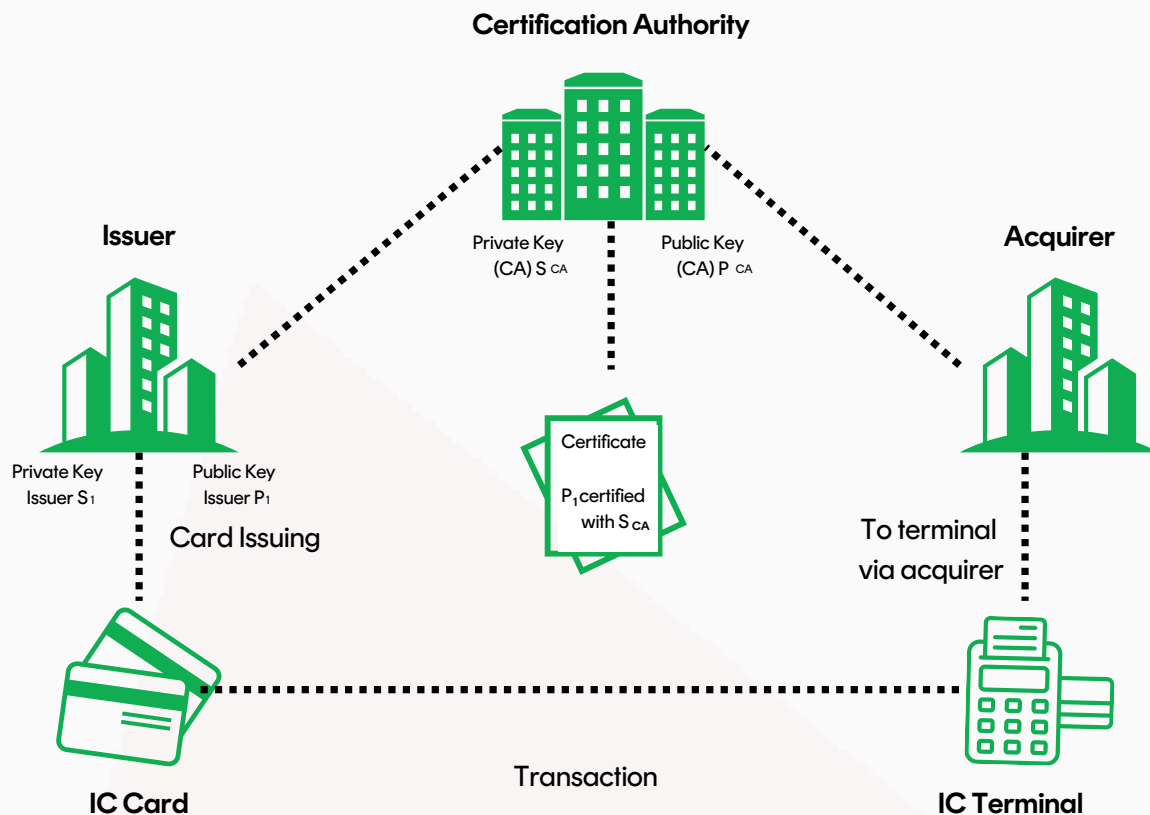 Certification Authority
Issuer
Acquirer
Private Key
(CA) S CA
Public Key
(CA) P CA
Private Key
Issuer S1
Public Key
Issuer P1
Card Issuing
Certificate
P1 certified
with S CA
To terminal
via acquirer
Transaction
IC Card
IC Terminal